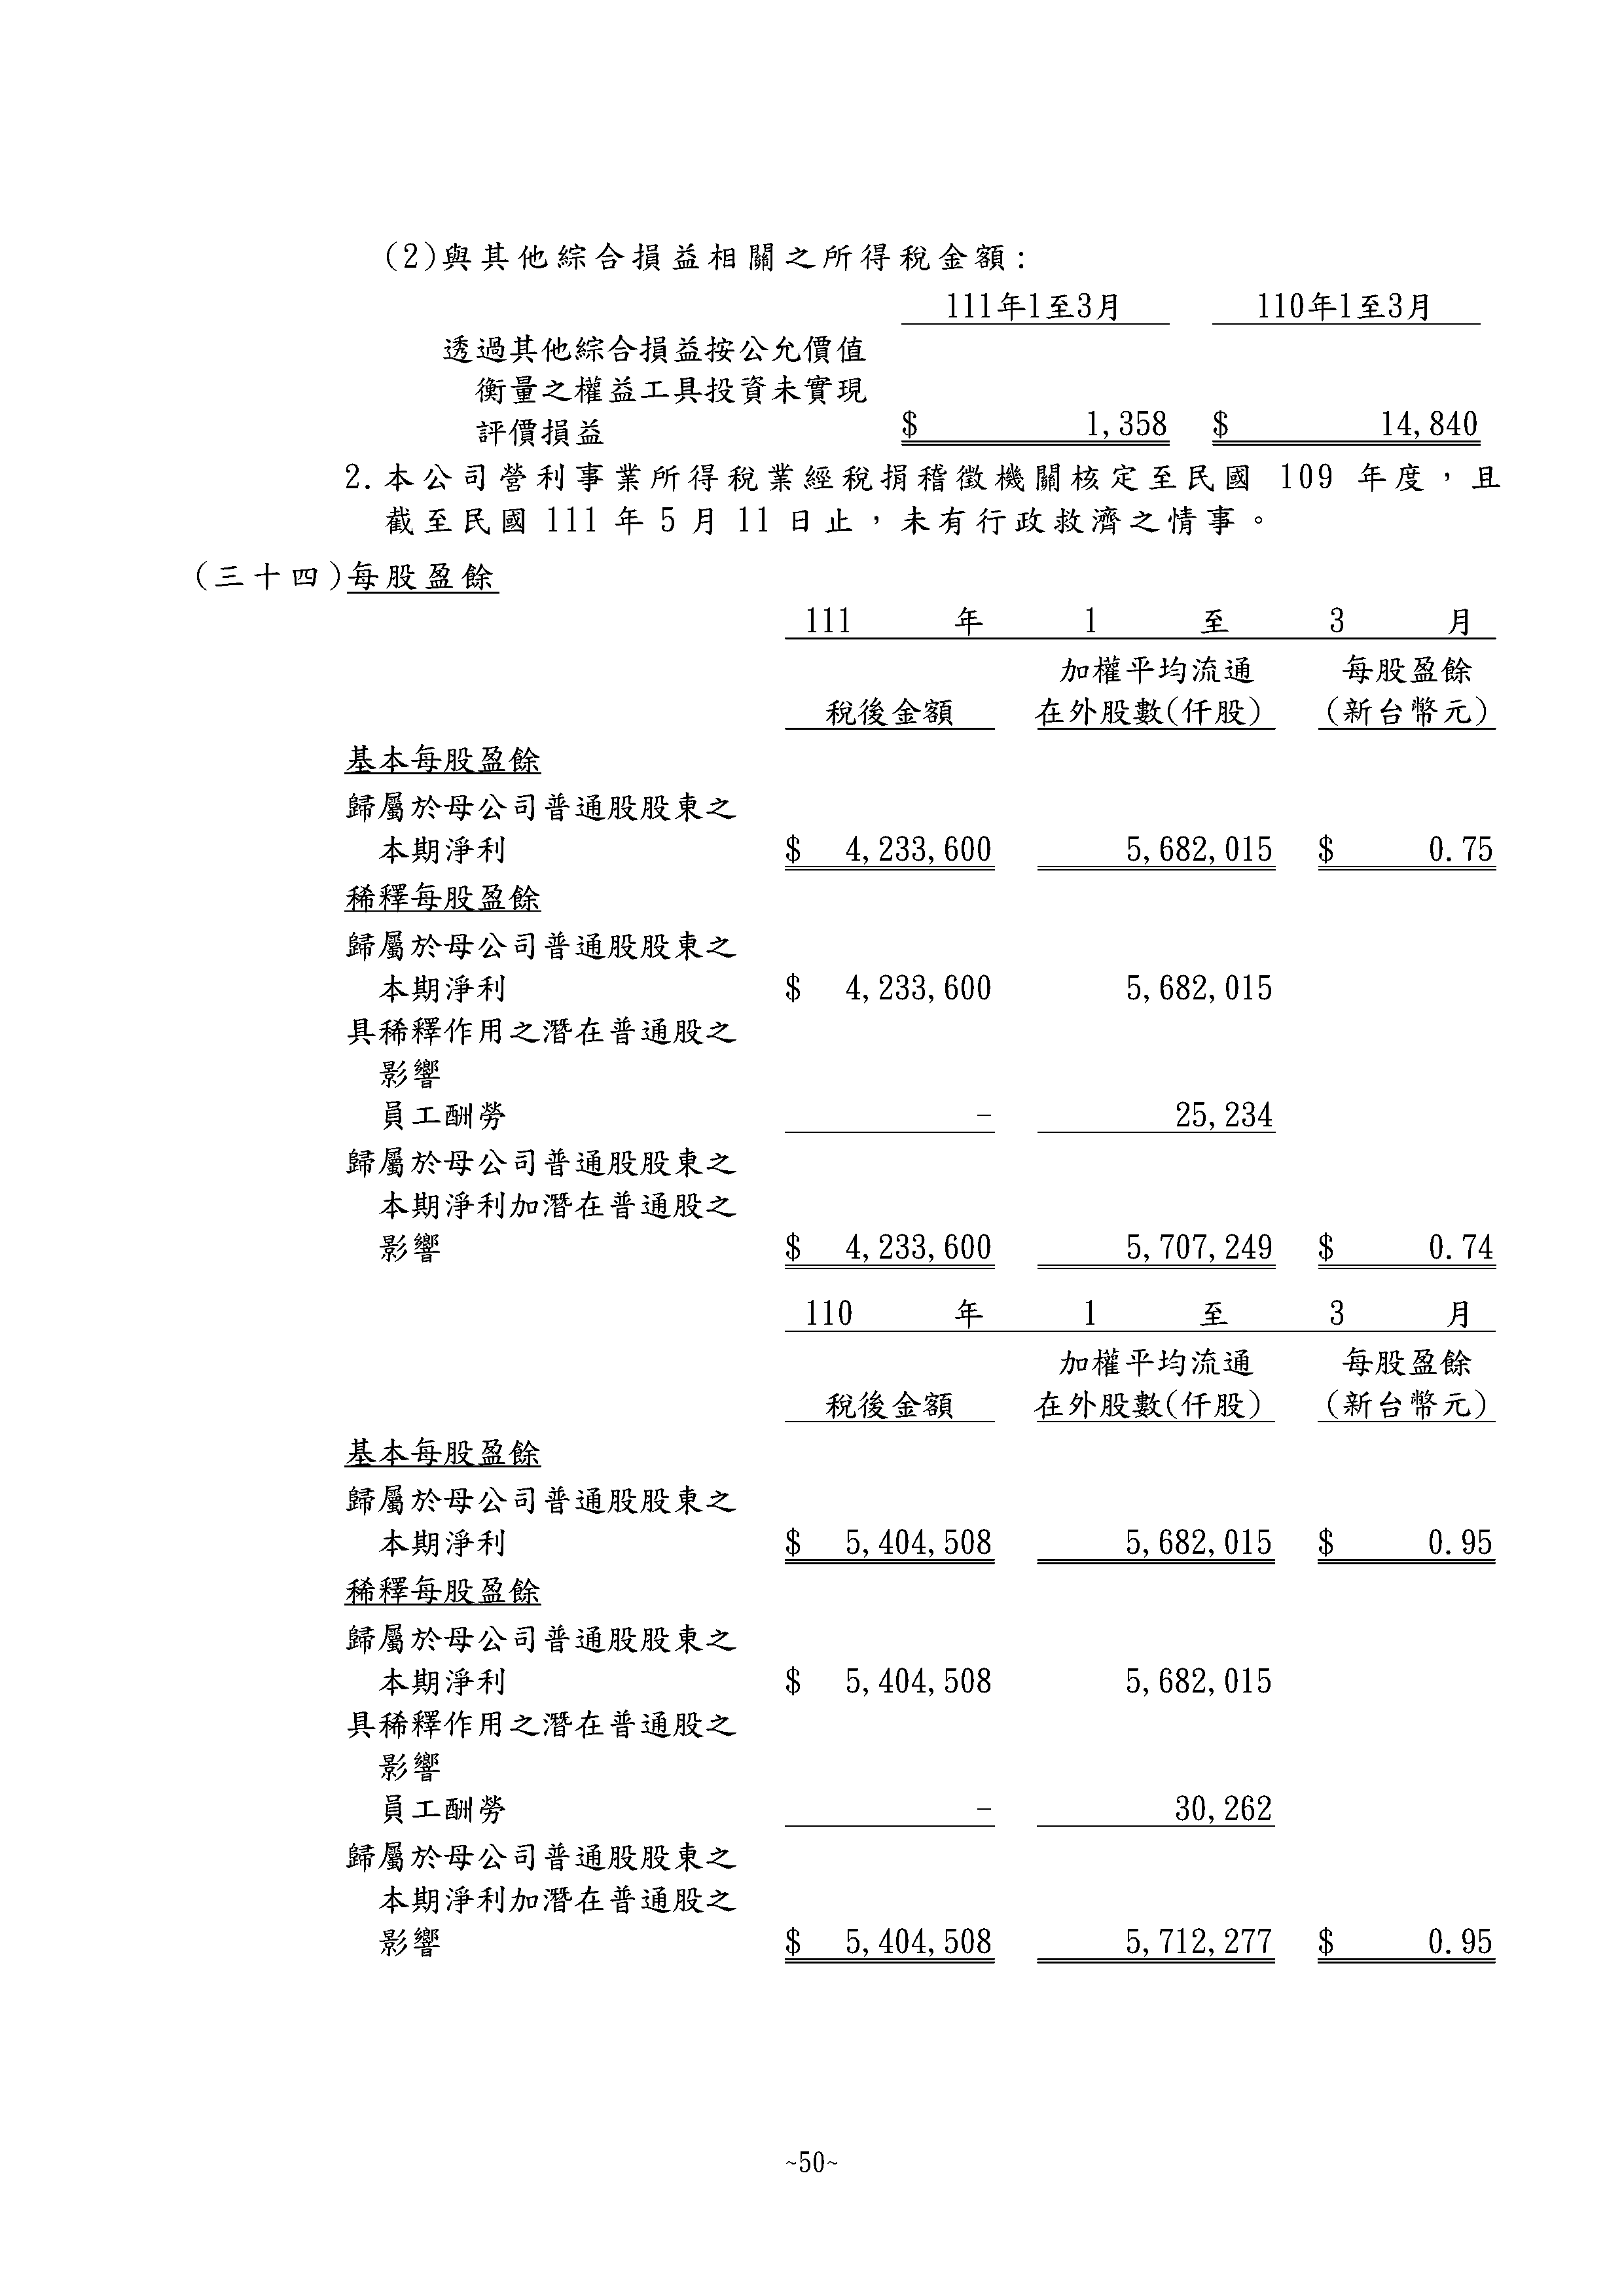 (2)與其他綜合損益相關之所得稅金額:
111年1至3月 110年1至3月
透過其他綜合損益按公允價值
衡量之權益工具投資未實現
評價損益 $ 1,358 $ 14,840
2.本公司營利事業所得稅業經稅捐稽徵機關核定至民國 109 年度，且
截至民國 111 年 5 月 11 日止，未有行政救濟之情事。
(三十四)每股盈餘
111 年 1 至 3 月
加權平均流通 每股盈餘
稅後金額 在外股數(仟股) (新台幣元)
基本每股盈餘
歸屬於母公司普通股股東之
本期淨利 $ 4,233,600 5,682,015 $ 0.75
稀釋每股盈餘
歸屬於母公司普通股股東之
本期淨利 $ 4,233,600 5,682,015
具稀釋作用之潛在普通股之
影響
員工酬勞 - 25,234
歸屬於母公司普通股股東之
本期淨利加潛在普通股之
影響 $ 4,233,600 5,707,249 $ 0.74
110 年 1 至 3 月
加權平均流通 每股盈餘
稅後金額 在外股數(仟股) (新台幣元)
基本每股盈餘
歸屬於母公司普通股股東之
本期淨利 $ 5,404,508 5,682,015 $ 0.95
稀釋每股盈餘
歸屬於母公司普通股股東之
本期淨利 $ 5,404,508 5,682,015
具稀釋作用之潛在普通股之
影響
員工酬勞 - 30,262
歸屬於母公司普通股股東之
本期淨利加潛在普通股之
影響 $ 5,404,508 5,712,277 $ 0.95
~50~